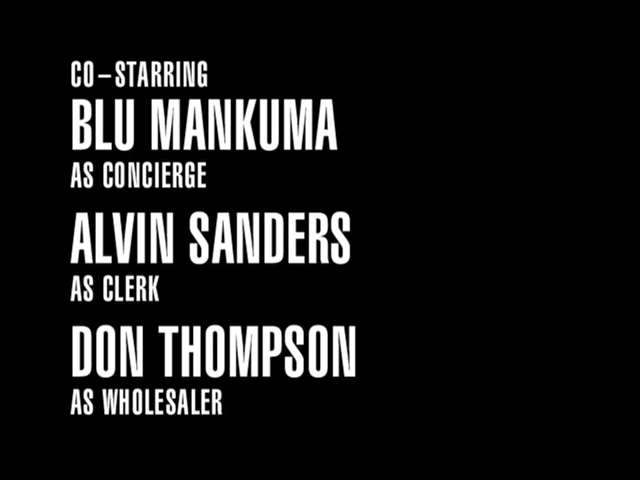 CO–STARRING
BLU MANKUMA
AS CONCIERGE
ALVIN SANDERS
AS CLERK
DON THOMPSON
AS WHOLESALER